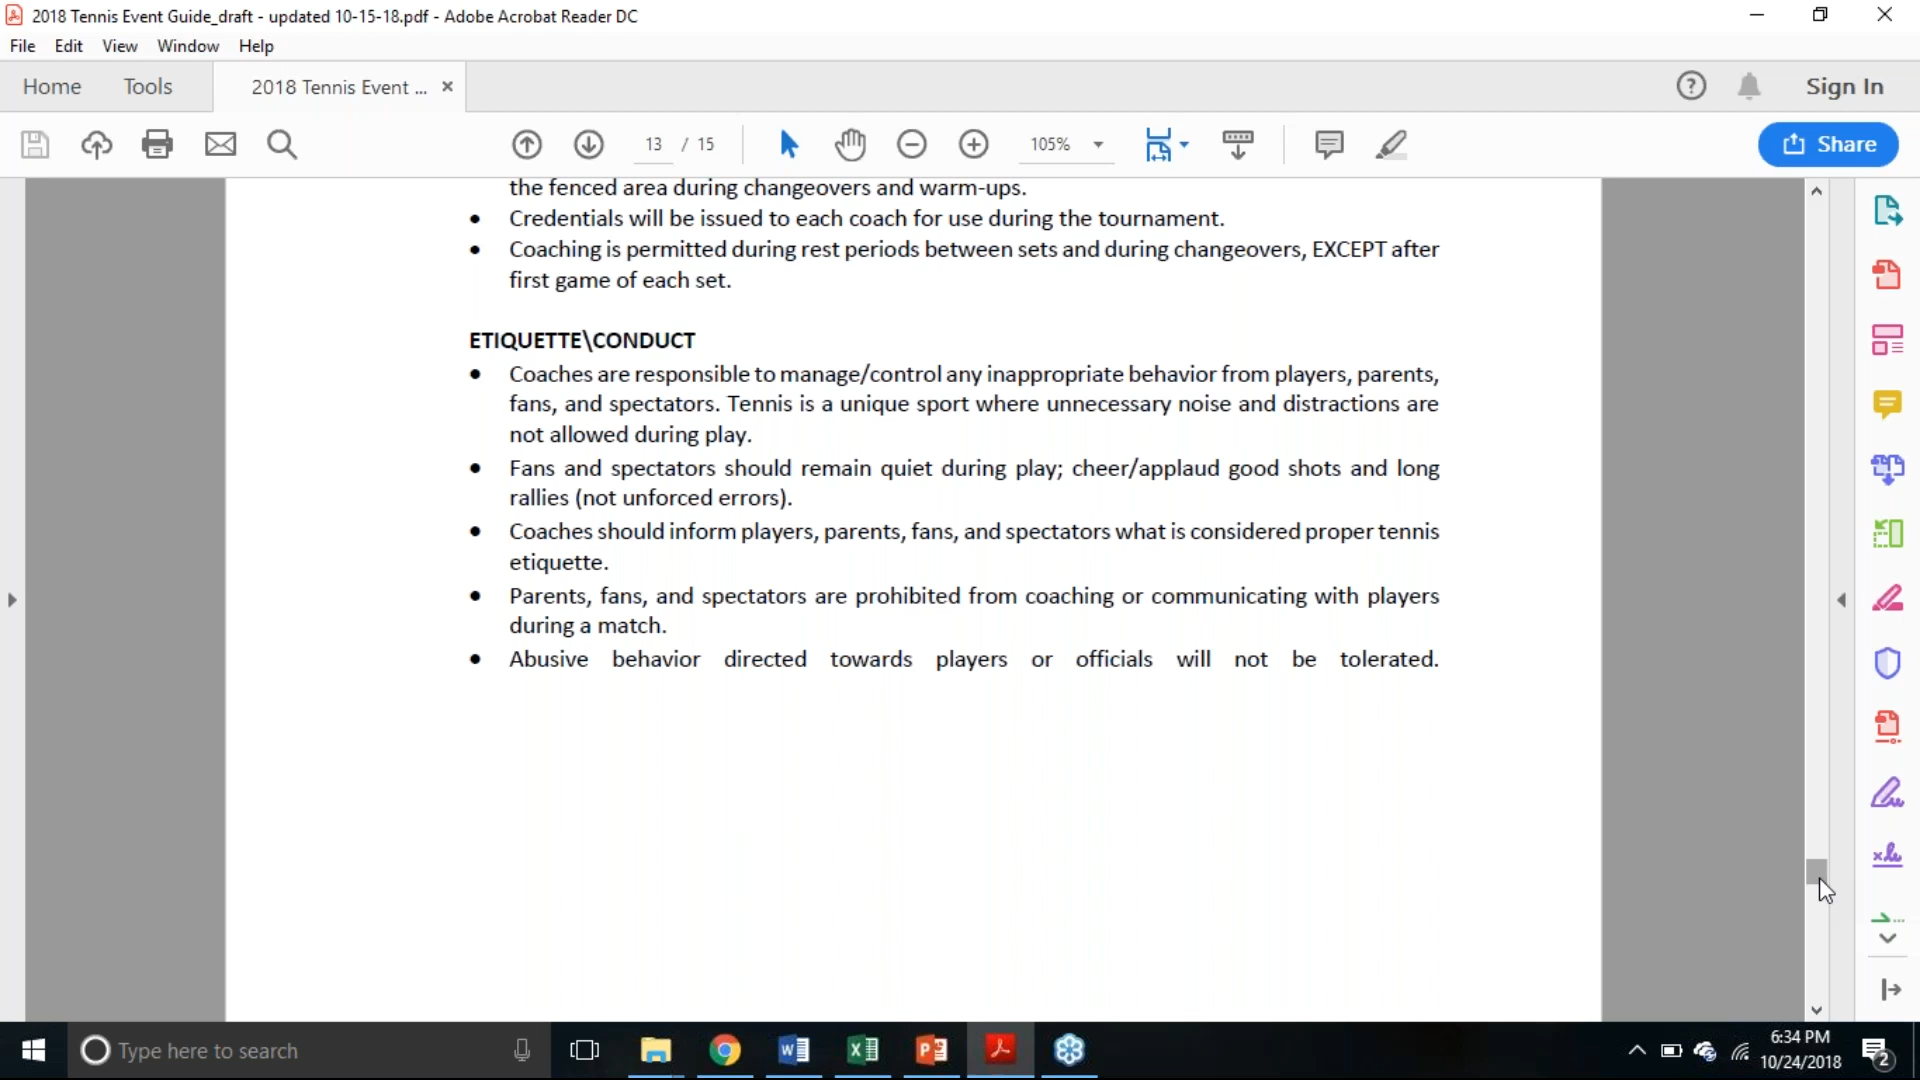 2018 Tennis Event Guide_draft - updated 10-15-18.pdf - Adobe Acrobat Reader DC
File Edit View Window Help
Home Tools 2018 Tennis Event ... × Sign In
13 / 15 105% Share
the fenced area during changeovers and warm-ups.
• Credentials will be issued to each coach for use during the tournament.
• Coaching is permitted during rest periods between sets and during changeovers, EXCEPT after
first game of each set.
ETIQUETTE\CONDUCT
• Coaches are responsible to manage/control any inappropriate behavior from players, parents,
fans, and spectators. Tennis is a unique sport where unnecessary noise and distractions are
not allowed during play.
• Fans and spectators should remain quiet during play; cheer/applaud good shots and long
rallies (not unforced errors).
• Coaches should inform players, parents, fans, and spectators what is considered proper tennis
etiquette.
• Parents, fans, and spectators are prohibited from coaching or communicating with players
during a match.
• Abusive behavior directed towards players or officials will not be tolerated.
Type here to search
6:34 PM
10/24/2018
2